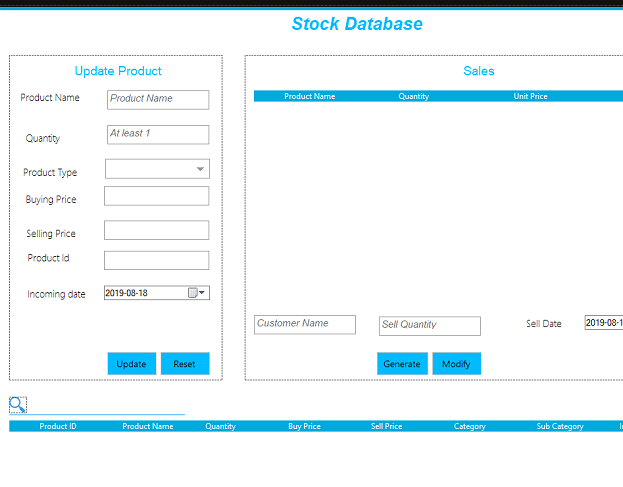 Stock Database
Update Product
Product Name
Product Name
Quantity
At least 1
Product Type
Buying Price
Selling Price
Product Id
Incoming date
2019-08-18
Update
Reset
Sales
Product Name Quantity Unit Price
Customer Name
Sell Quantity
Sell Date
2019-08-1
Generate
Modify
Product ID Product Name Quantity Buy Price Sell Price Category Sub Category